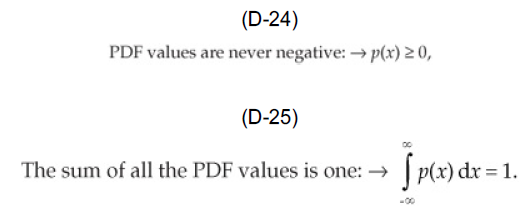 (D-24)
PDF values are never negative: → p(x) ≥ 0,
(D-25)
The sum of all the PDF values is one: → ∫_{-∞}^{∞} p(x) dx = 1.